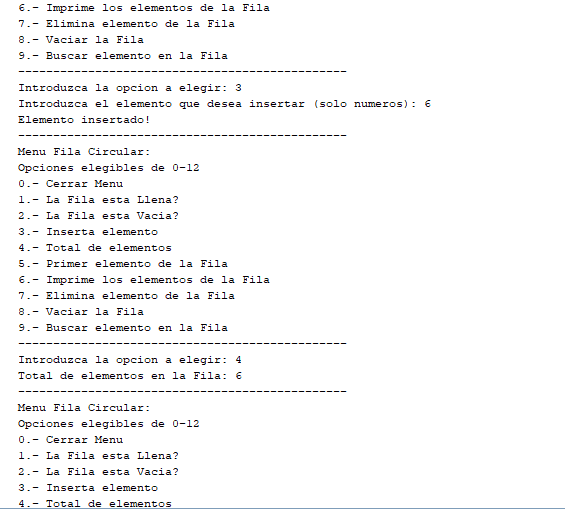 6.- Imprime los elementos de la Fila
7.- Elimina elemento de la Fila
8.- Vaciar la Fila
9.- Buscar elemento en la Fila
-----------------------------------------------
Introduzca la opcion a elegir: 3
Introduzca el elemento que desea insertar (solo numeros): 6
Elemento insertado!
-----------------------------------------------
Menu Fila Circular:
Opciones elegibles de 0-12
0.- Cerrar Menu
1.- La Fila esta Llena?
2.- La Fila esta Vacia?
3.- Inserta elemento
4.- Total de elementos
5.- Primer elemento de la Fila
6.- Imprime los elementos de la Fila
7.- Elimina elemento de la Fila
8.- Vaciar la Fila
9.- Buscar elemento en la Fila
-----------------------------------------------
Introduzca la opcion a elegir: 4
Total de elementos en la Fila: 6
-----------------------------------------------
Menu Fila Circular:
Opciones elegibles de 0-12
0.- Cerrar Menu
1.- La Fila esta Llena?
2.- La Fila esta Vacia?
3.- Inserta elemento
4.- Total de elementos